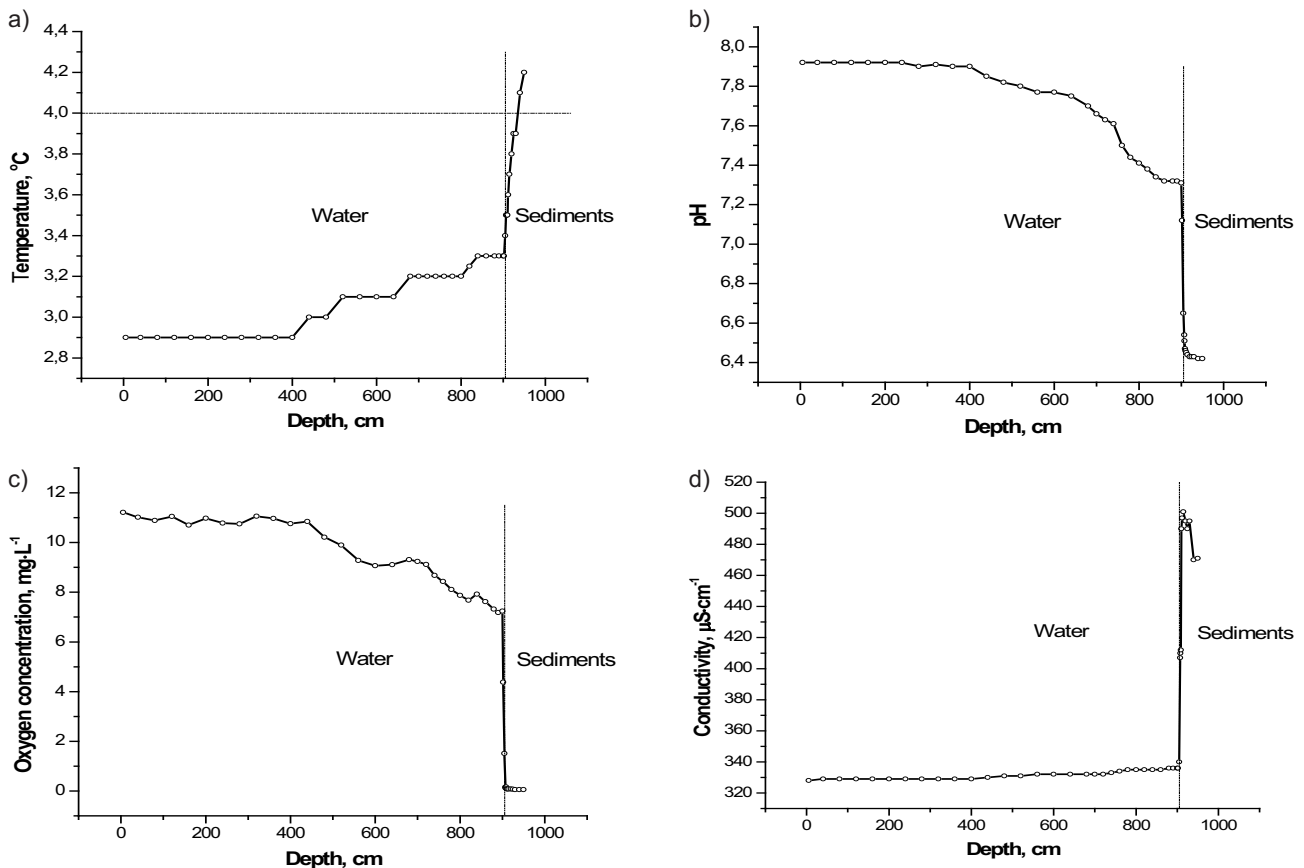 a)
4,4
4,2
4,0
3,8
3,6
3,4
3,2
3,0
2,8
Temperature, °C
Water
Sediments
0 200 400 600 800 1000
Depth, cm
b)
8,0
7,8
7,6
7,4
7,2
7,0
6,8
6,6
6,4
pH
Water
Sediments
0 200 400 600 800 1000
Depth, cm
c)
12
10
8
6
4
2
0
Oxygen concentration, mg·L⁻¹
Water
Sediments
0 200 400 600 800 1000
Depth, cm
d)
520
500
480
460
440
420
400
380
360
340
320
Conductivity, µS·cm⁻¹
Water
Sediments
0 200 400 600 800 1000
Depth, cm